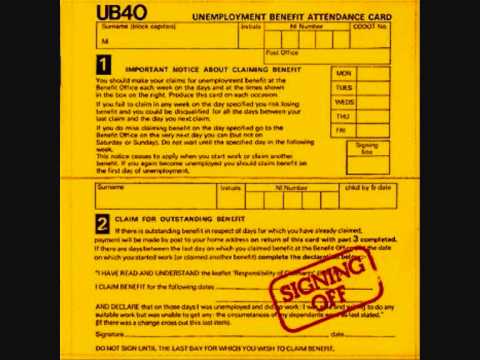 UB40 UNEMPLOYMENT BENEFIT ATTENDANCE CARD
Surname (block capitals) Initials NI Number CODOT No.
MI
Post Office
1 IMPORTANT NOTICE ABOUT CLAIMING BENEFIT
You should make your claims for unemployment benefit at the
Benefit Office each week on the days and at the times shown
in the box on the right. Produce this card on each occasion.
If you fail to claim in any week on the day specified you risk losing
benefit and you could be disqualified for all the days between your
last claim and the day you next claim.
If you do miss claiming benefit on the day specified go to the
Benefit Office on the very next day you can (But not on
Saturday or Sunday). Do not wait until the specified day in the following
week.
This notice ceases to apply when you start work or claim another
benefit. If you again become unemployed you should claim benefit on
the first day of unemployment.
MON
TUES
WEDS
THU
FRI
Signing
Box
Surname Initials NI Number chkd by & date
2 CLAIM FOR OUTSTANDING BENEFIT
If there is outstanding benefit in respect of days for which you have already claimed,
payment will be made by post to your home address on return of this card with part 3 completed.
If there are days between the last day on which you claimed benefit at the Benefit Office and the date
on which you started work (or claimed another benefit) complete the declaration below:
"I HAVE READ AND UNDERSTAND the leaflet 'Responsibility of Claimants'
I CLAIM BENEFIT for the following dates
AND DECLARE that on those days I was unemployed and did no work: I was able and willing to do any
suitable work but was unable to get any: the circumstances of my dependants were as last stated."
(If there was a change cross out this last item).
Signature date
DO NOT SIGN UNTIL THE LAST DAY FOR WHICH YOU WISH TO CLAIM BENEFIT.
SIGNING
OFF